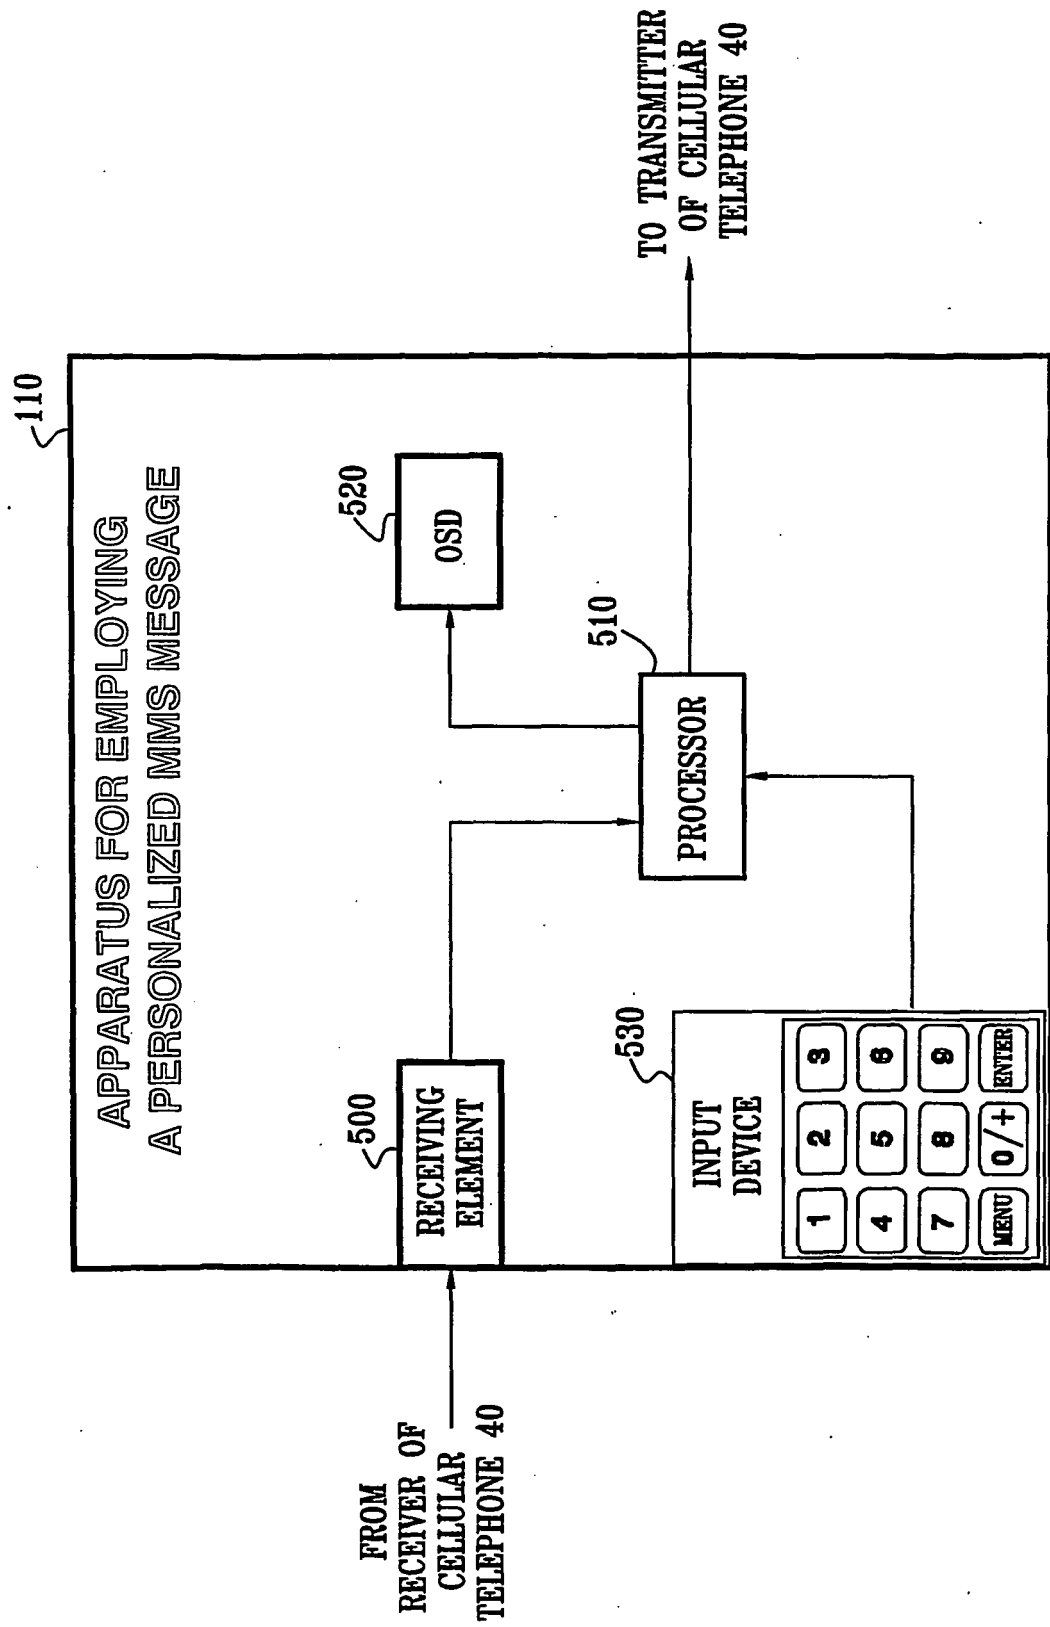 110
APPARATUS FOR EMPLOYING
A PERSONALIZED MMS MESSAGE
FROM
RECEIVER OF
CELLULAR
TELEPHONE 40
500
RECEIVING
ELEMENT
520
OSD
510
PROCESSOR
TO TRANSMITTER
OF CELLULAR
TELEPHONE 40
530
INPUT
DEVICE
1 2 3
4 5 6
7 8 9
MENU 0/+ ENTER